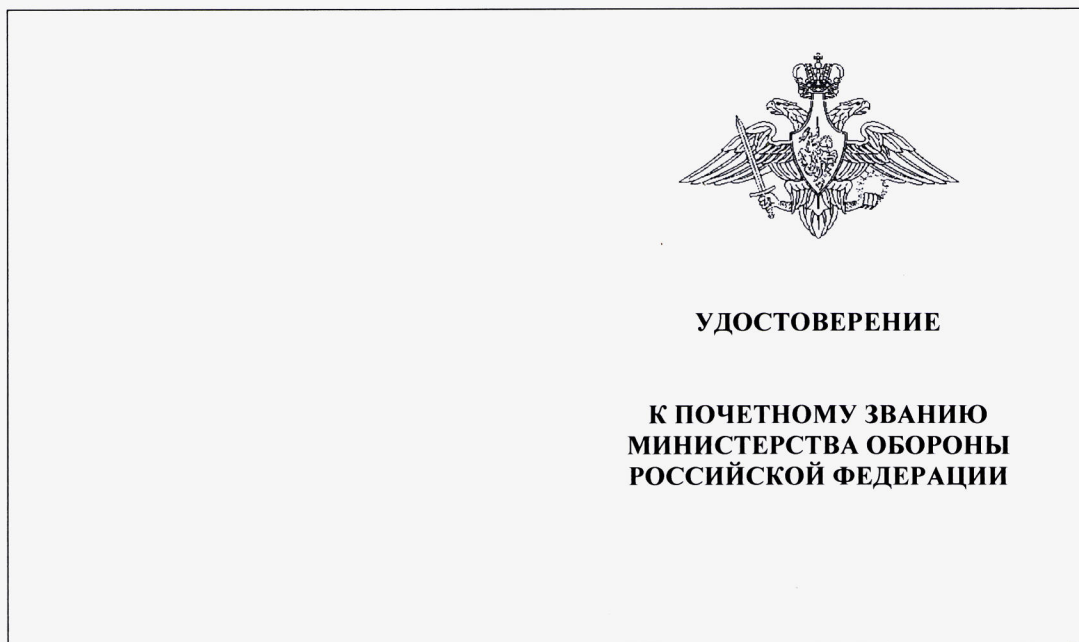 УДОСТОВЕРЕНИЕ
К ПОЧЕТНОМУ ЗВАНИЮ
МИНИСТЕРСТВА ОБОРОНЫ
РОССИЙСКОЙ ФЕДЕРАЦИИ